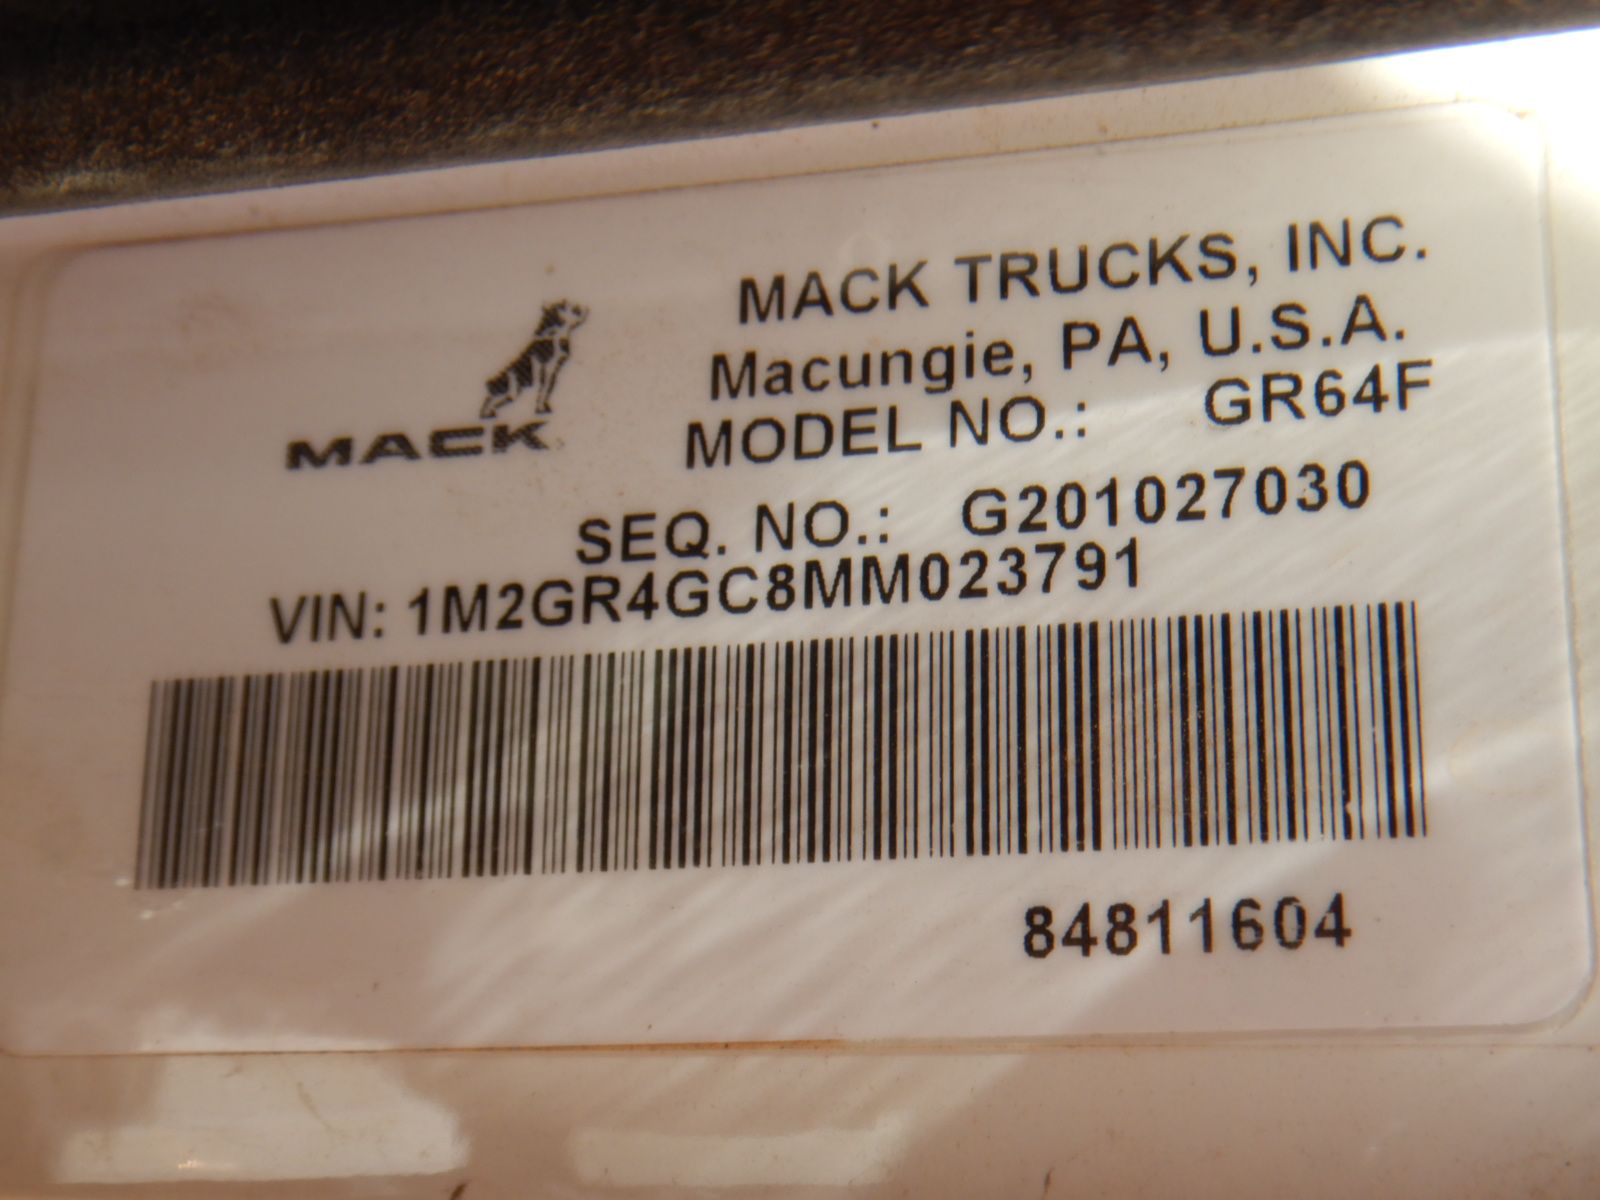 MACK
MACK TRUCKS, INC.
Macungie, PA, U.S.A.
MODEL NO.: GR64F
SEQ. NO.: G201027030
VIN: 1M2GR4GC8MM023791
84811604